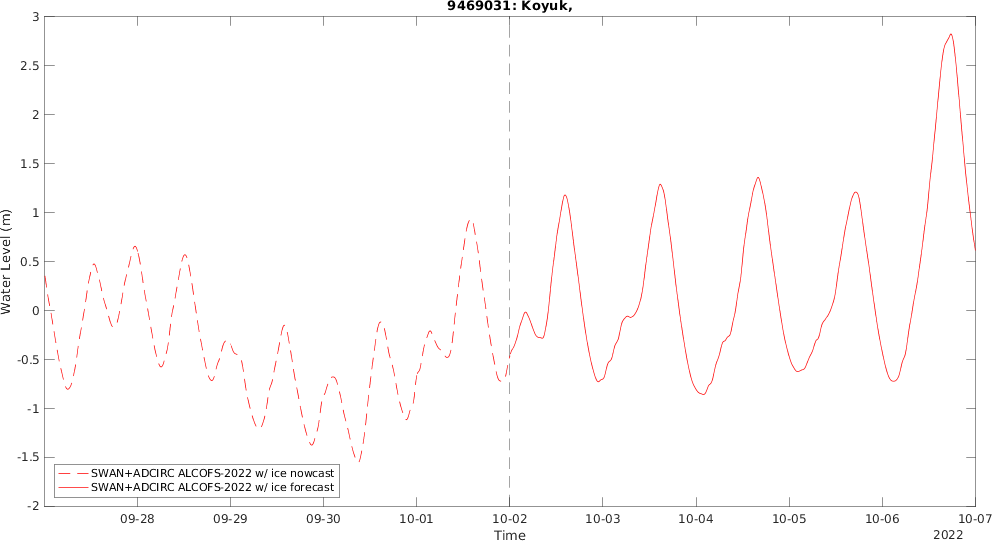 9469031: Koyuk,
3
2.5
2
1.5
1
0.5
0
-0.5
-1
-1.5
-2
Water Level (m)
SWAN+ADCIRC ALCOFS-2022 w/ ice nowcast
SWAN+ADCIRC ALCOFS-2022 w/ ice forecast
09-28 09-29 09-30 10-01 10-02 10-03 10-04 10-05 10-06 10-07
Time
2022